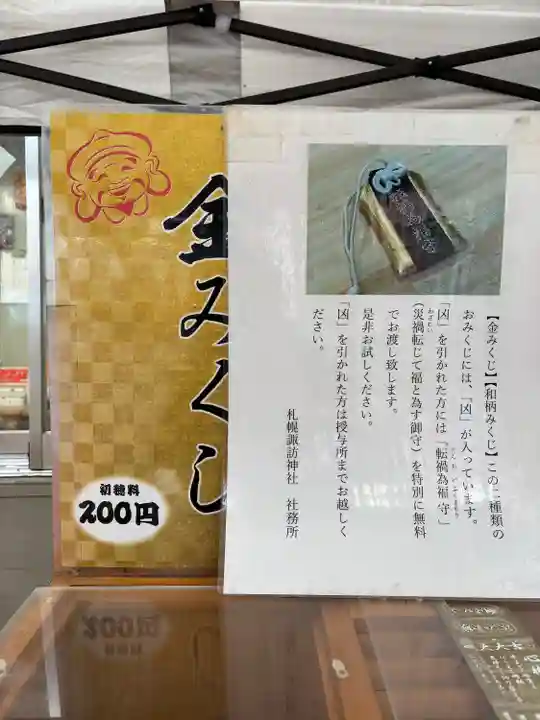 金みくじ
初穂料
200円
【金みくじ】【和柄みくじ】この二種類の
おみくじには、「凶」が入っています。
「凶」を引かれた方には『転禍為福守』
(災禍転じて福と為す御守)を特別に無料
でお渡し致します。
是非お試しください。
「凶」を引かれた方は授与所までお越しく
ださい。
札幌諏訪神社 社務所